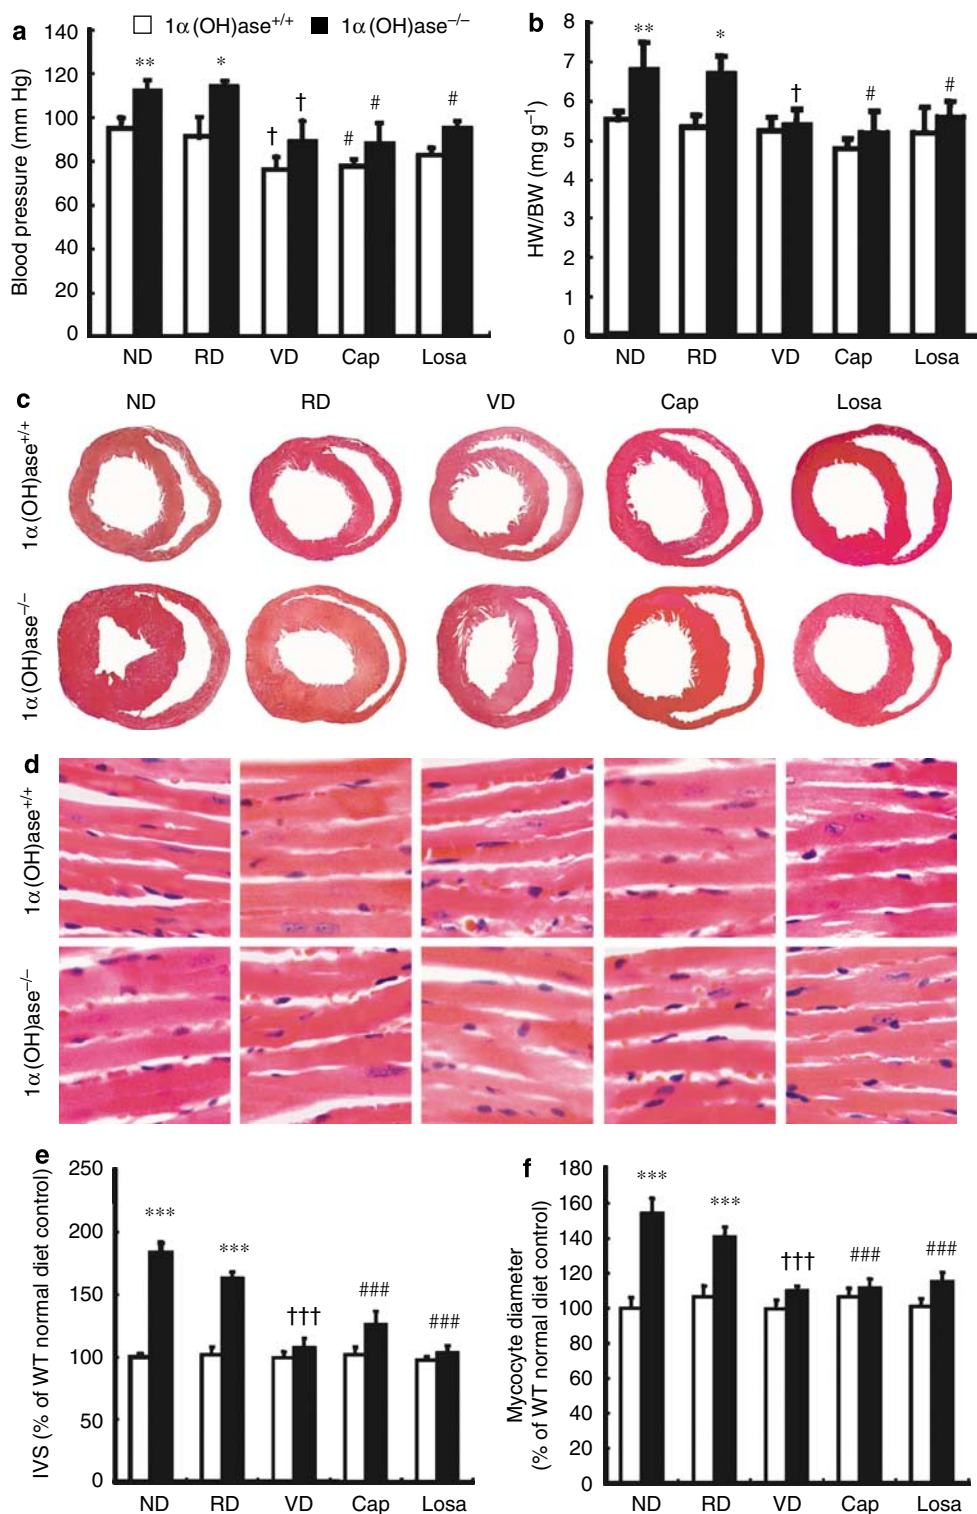 a
1α(OH)ase+/+ 1α(OH)ase−/−
Blood pressure (mm Hg)
140
120
100
80
60
40
20
0
** * † † # # #
ND RD VD Cap Losa
b
HW/BW (mg g−1)
8
7
6
5
4
3
2
1
0
** * † # #
ND RD VD Cap Losa
c
ND RD VD Cap Losa
1α(OH)ase+/+
1α(OH)ase−/−
d
1α(OH)ase+/+
1α(OH)ase−/−
e
IVS (% of WT normal diet control)
250
200
150
100
50
0
*** *** ††† ### ###
ND RD VD Cap Losa
f
Mycocyte diameter
(% of WT normal diet control)
180
160
140
120
100
80
60
40
20
0
*** *** ††† ### ###
ND RD VD Cap Losa